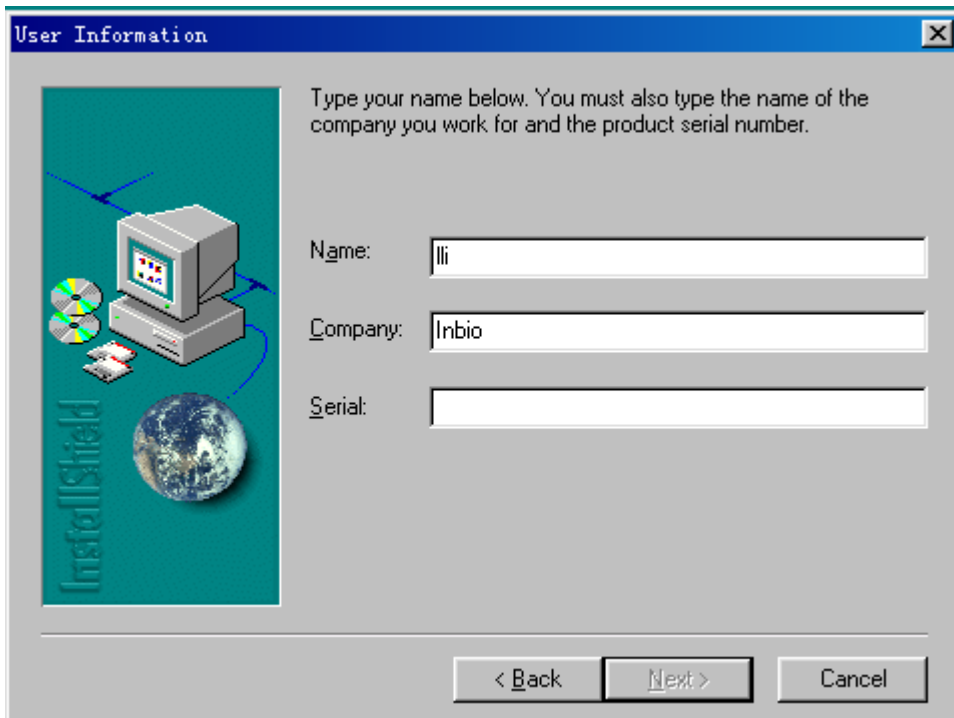 User Information
Type your name below. You must also type the name of the
company you work for and the product serial number.
Name:
lli
Company:
Inbio
Serial:
InstallShield
< Back
Next >
Cancel